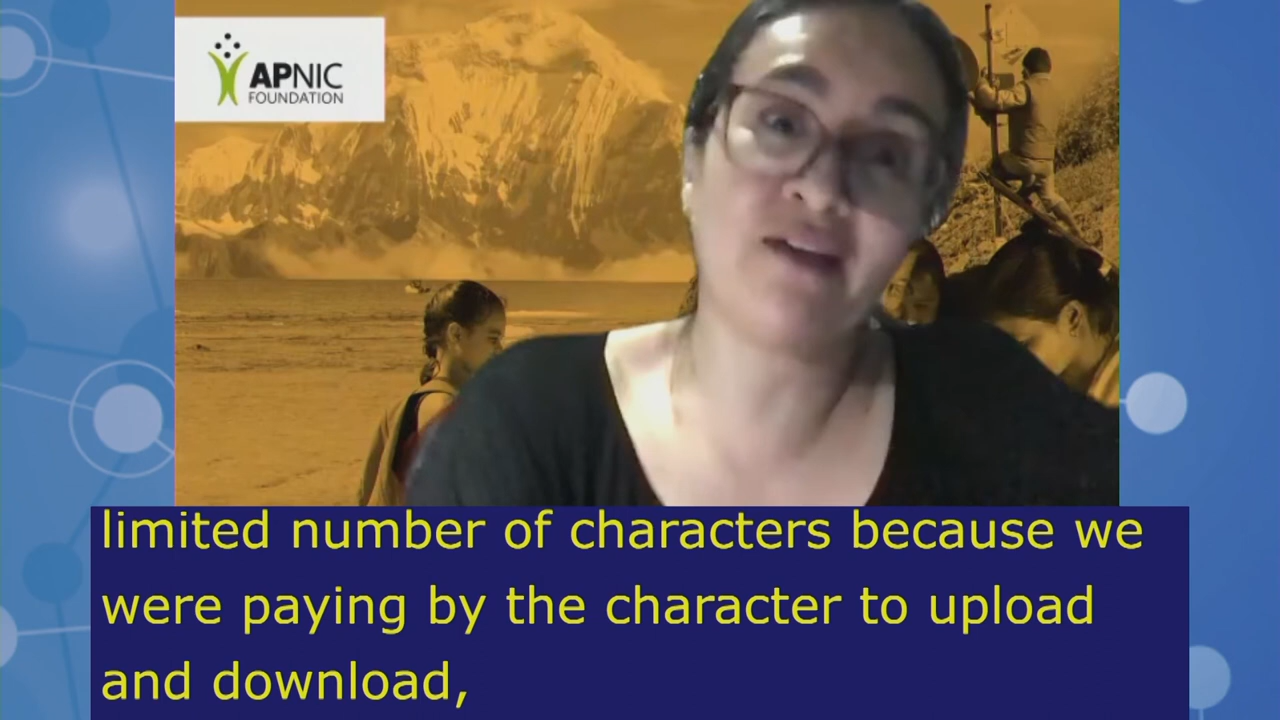 APNIC
FOUNDATION
limited number of characters because we
were paying by the character to upload
and download,